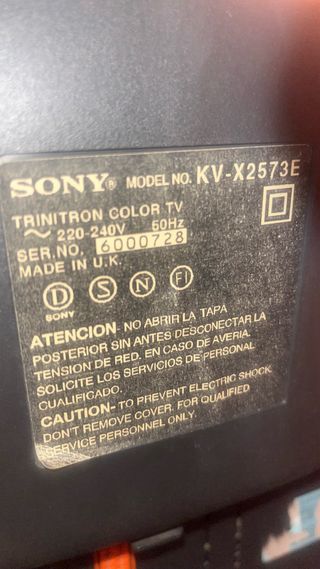 SONY® MODEL NO. KV-X2573E
TRINITRON COLOR TV
~ 220-240V 50Hz
SER.NO. 6000728
MADE IN U.K.
D S N FI
SONY
ATENCION- NO ABRIR LA TAPA
POSTERIOR SIN ANTES DESCONECTAR LA
TENSION DE RED. EN CASO DE AVERIA.
SOLICITE LOS SERVICIOS DE PERSONAL
CUALIFICADO.
CAUTION- TO PREVENT ELECTRIC SHOCK
DON'T REMOVE COVER. FOR QUALIFIED
SERVICE PERSONNEL ONLY.